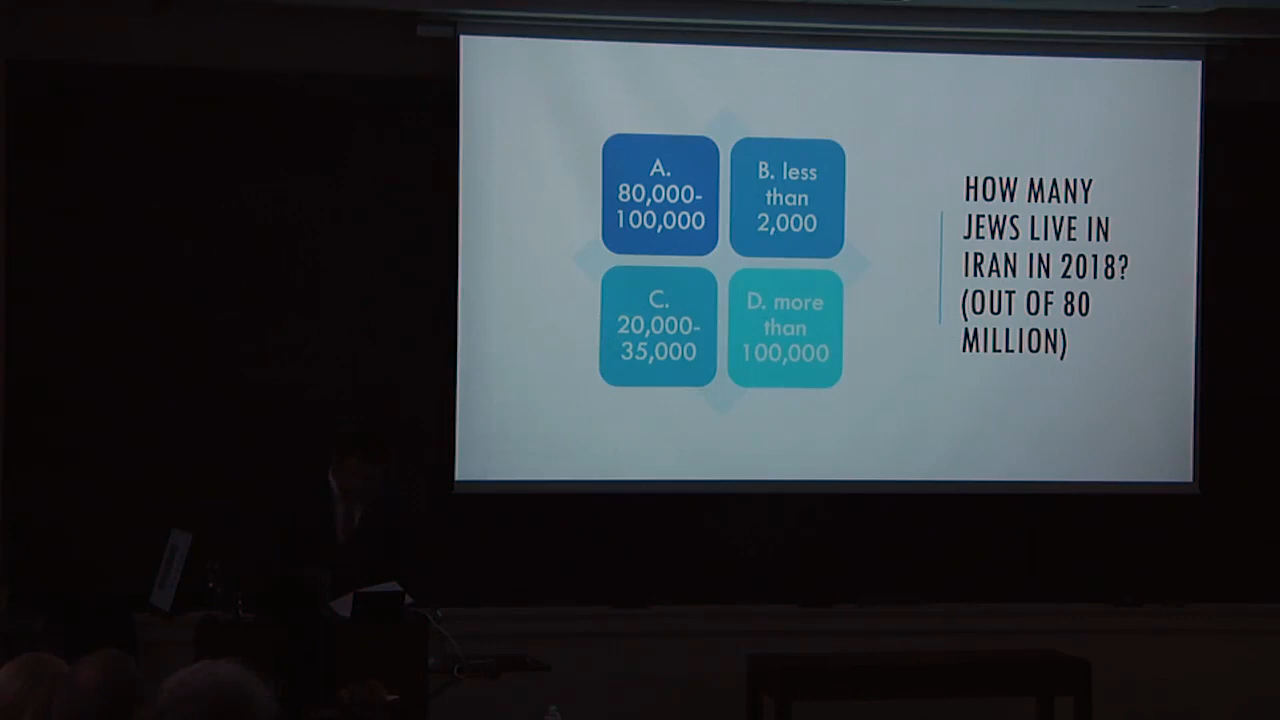 A.
80,000-
100,000
B. less
than
2,000
C.
20,000-
35,000
D. more
than
100,000
HOW MANY
JEWS LIVE IN
IRAN IN 2018?
(OUT OF 80
MILLION)